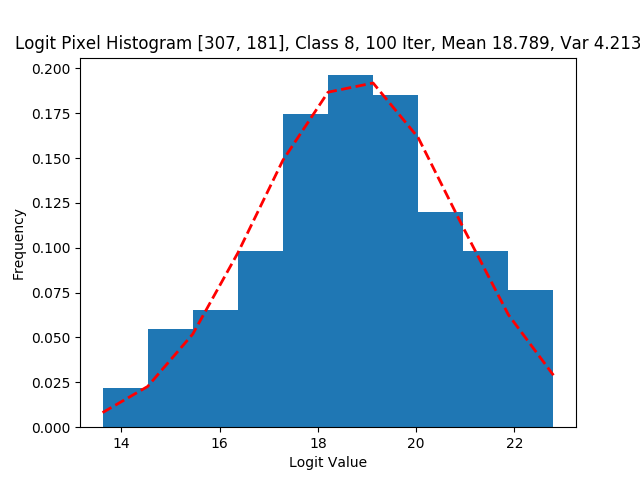 Logit Pixel Histogram [307, 181], Class 8, 100 Iter, Mean 18.789, Var 4.213
0.200
0.175
0.150
0.125
0.100
0.075
0.050
0.025
0.000
Frequency
14 16 18 20 22
Logit Value